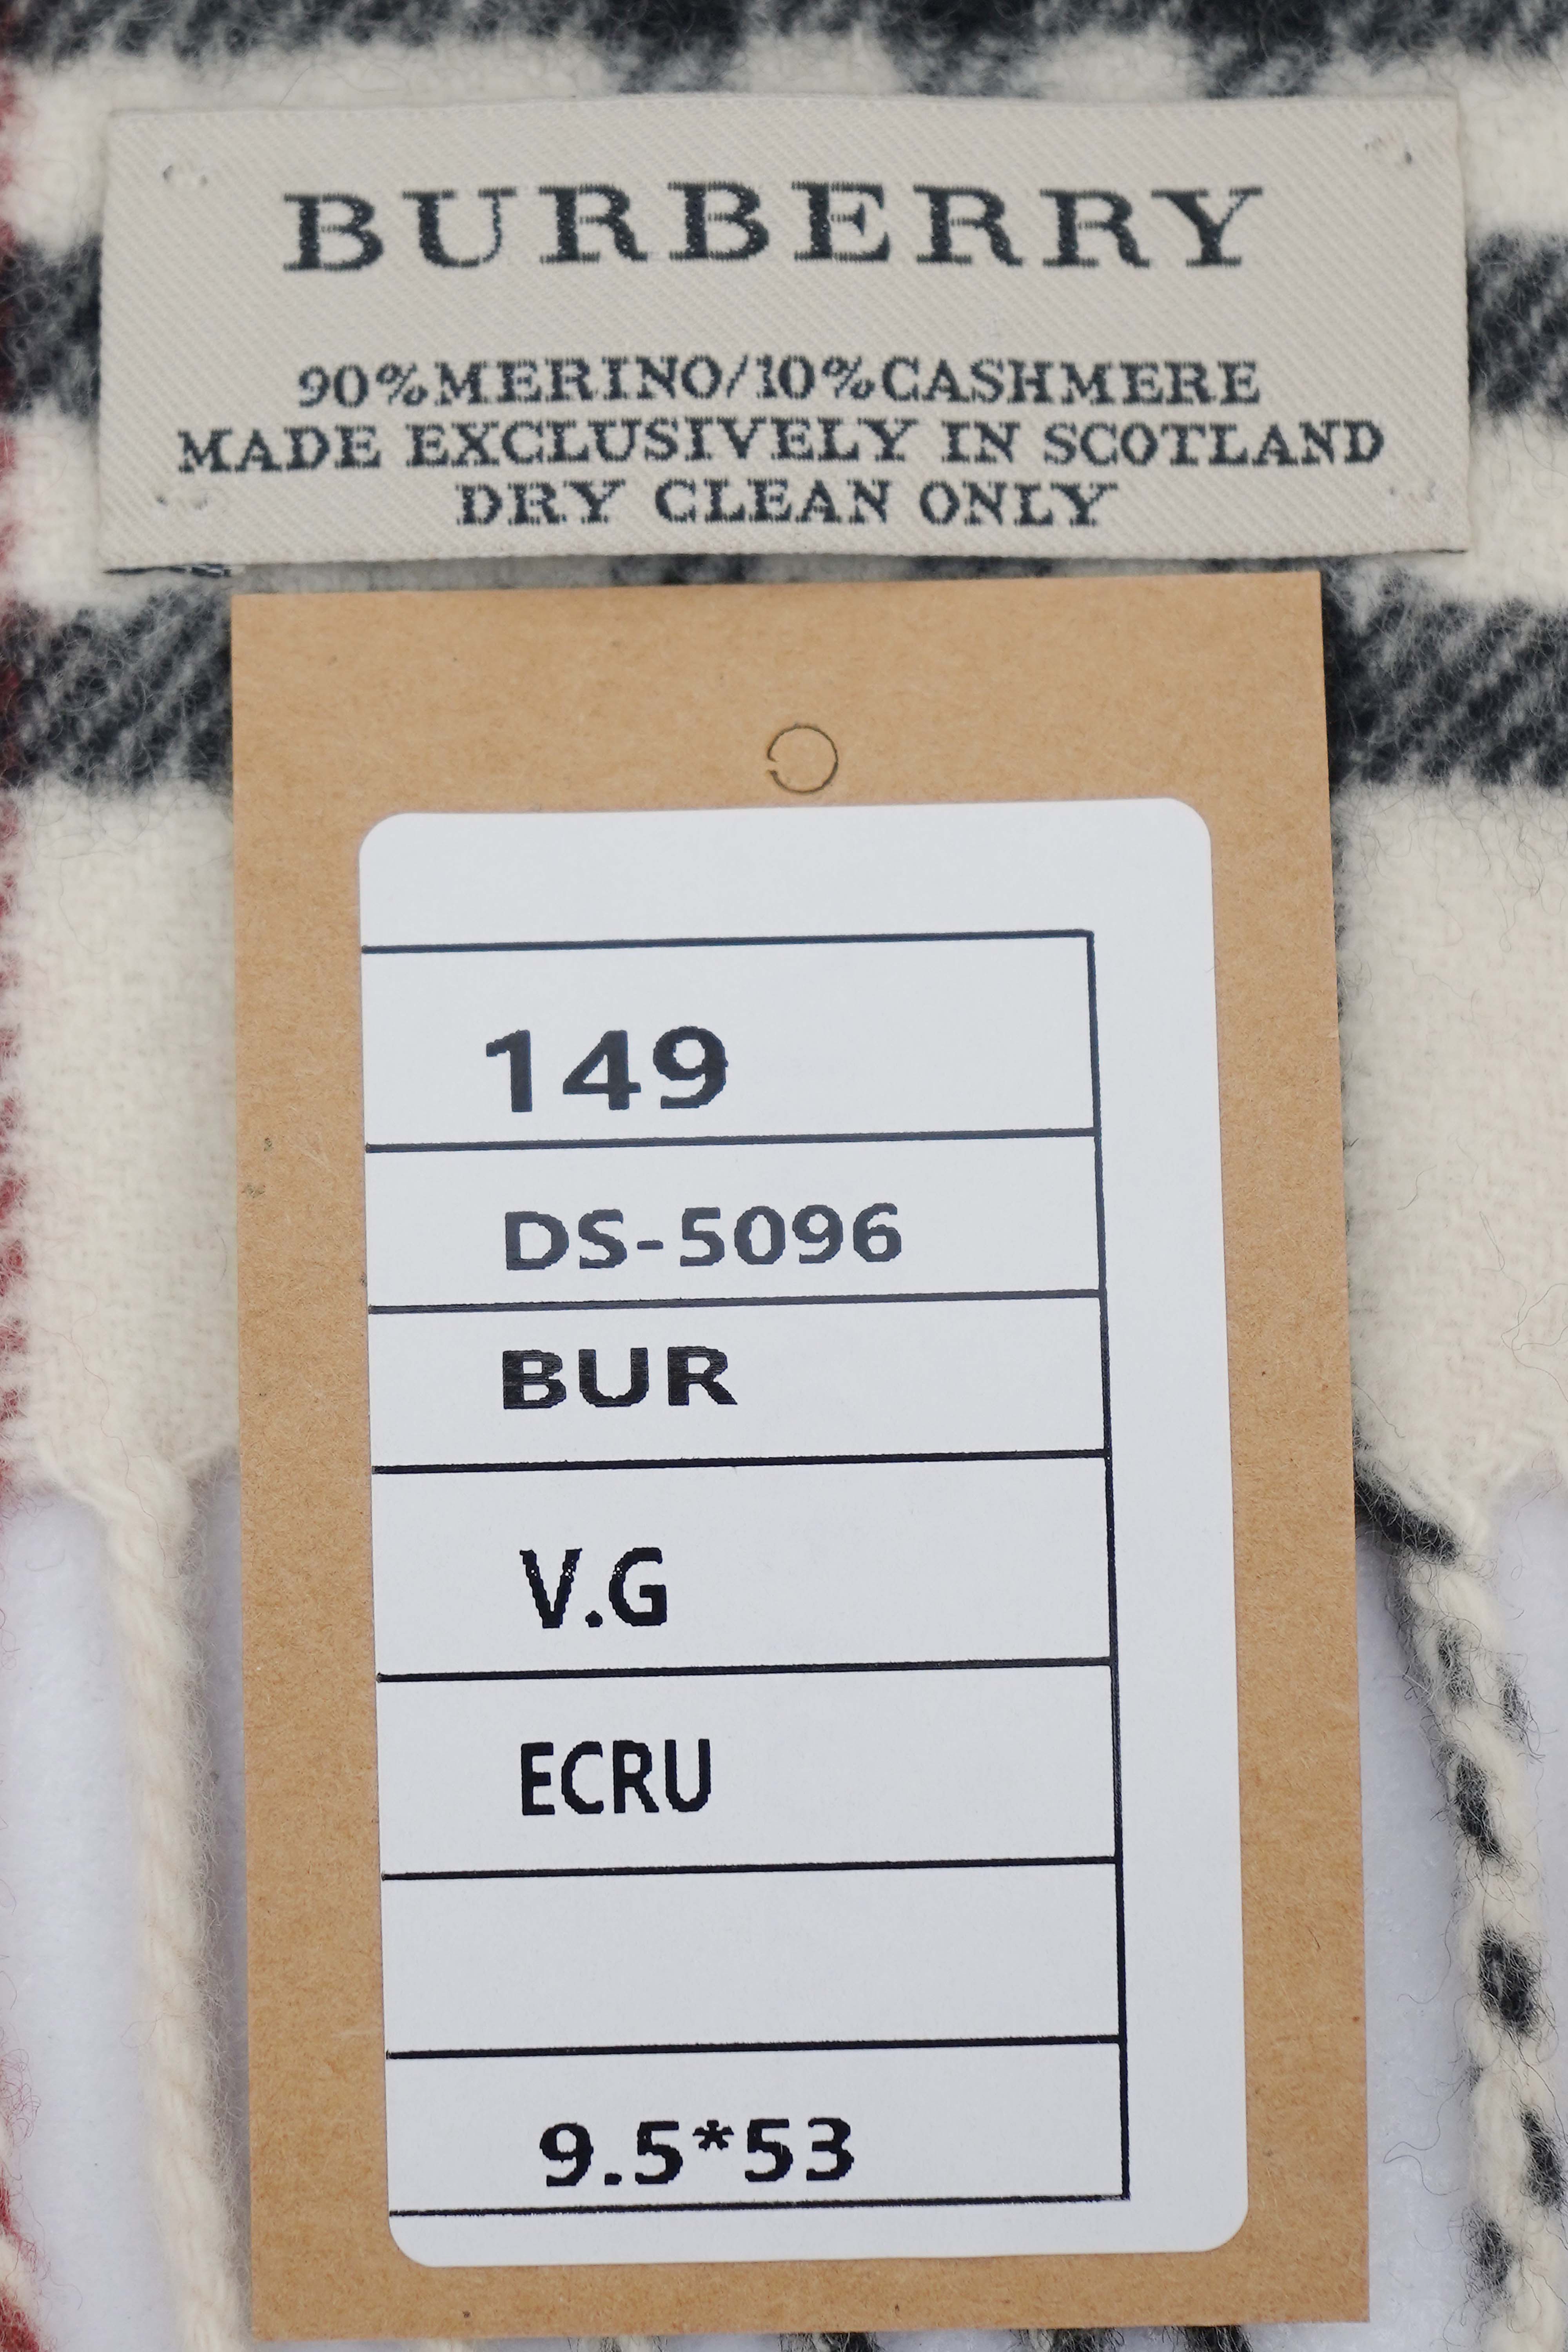 BURBERRY
90%MERINO/10%CASHMERE
MADE EXCLUSIVELY IN SCOTLAND
DRY CLEAN ONLY
149
DS-5096
BUR
V.G
ECRU
9.5*53